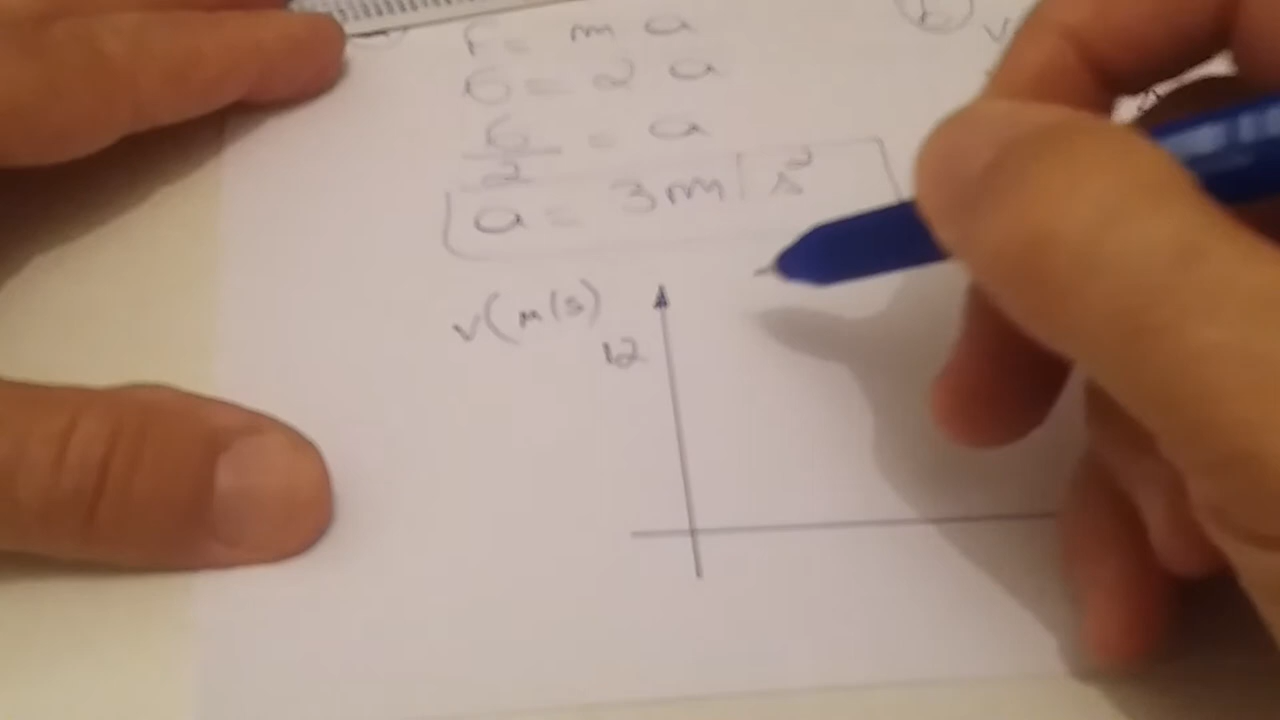 F = m a
6 = 2 a
6/2 = a
a = 3m/s²
v(m/s)
12
v